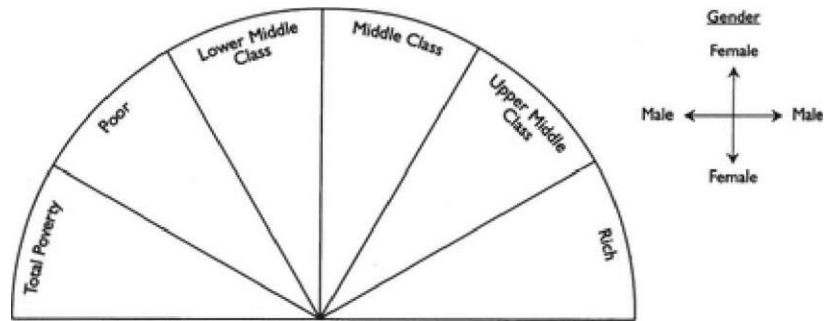 Total Poverty
Poor
Lower Middle
Class
Middle Class
Upper Middle
Class
Rich
Gender
Female
Male
Male
Female